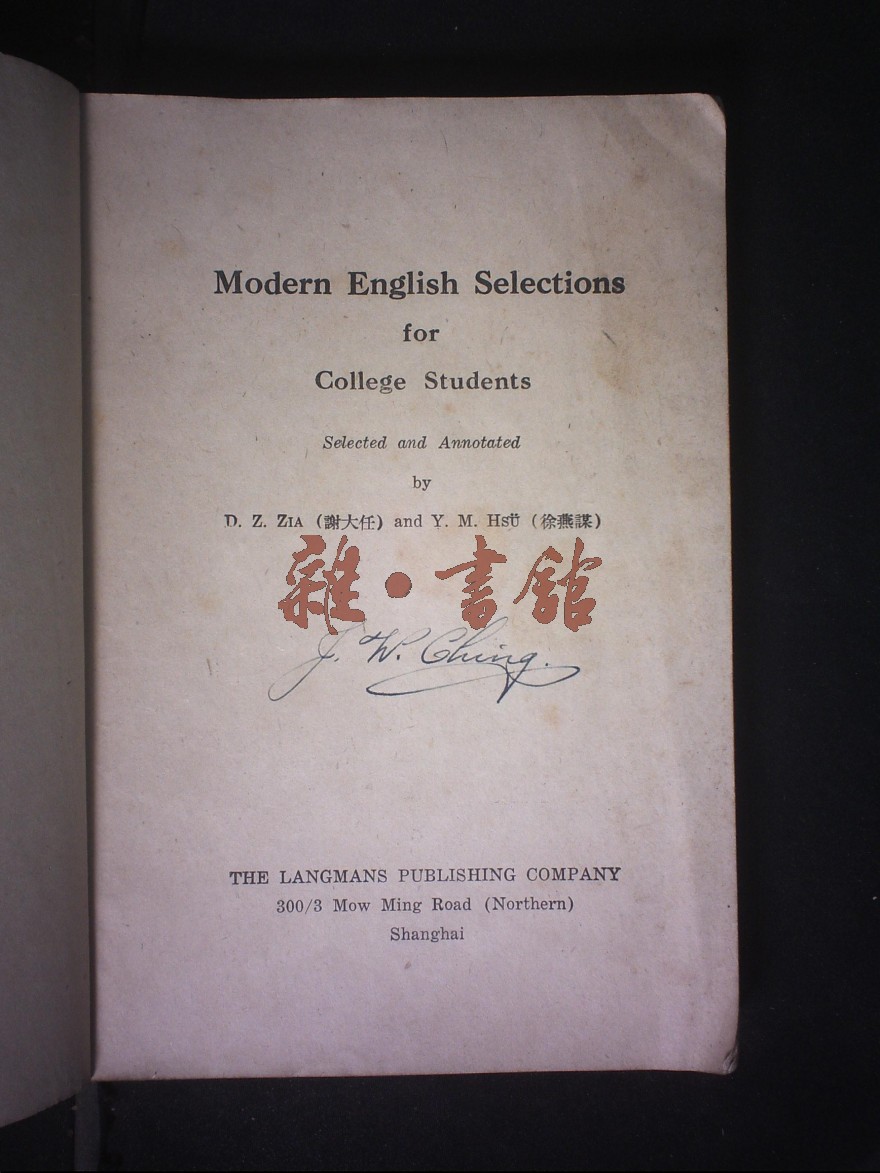 Modern English Selections
for
College Students
Selected and Annotated
by
D. Z. ZIA (謝大任) and Y. M. HSÜ (徐燕謀)
雜•書館
J. W. Ching.
THE LANGMANS PUBLISHING COMPANY
300/3 Mow Ming Road (Northern)
Shanghai